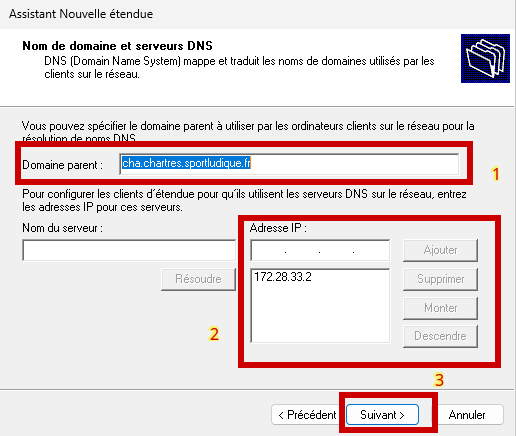 Assistant Nouvelle étendue
Nom de domaine et serveurs DNS
DNS (Domain Name System) mappe et traduit les noms de domaines utilisés par les
clients sur le réseau.
Vous pouvez spécifier le domaine parent à utiliser par les ordinateurs clients sur le réseau pour la
résolution de noms DNS.
Domaine parent : cha.chartres.sportludique.fr
1
Pour configurer les clients d'étendue pour qu'ils utilisent les serveurs DNS sur le réseau, entrez
les adresses IP pour ces serveurs.
Nom du serveur : Adresse IP :
. . . Ajouter
Résoudre 172.28.33.2 Supprimer
Monter
2 Descendre
3
< Précédent Suivant > Annuler